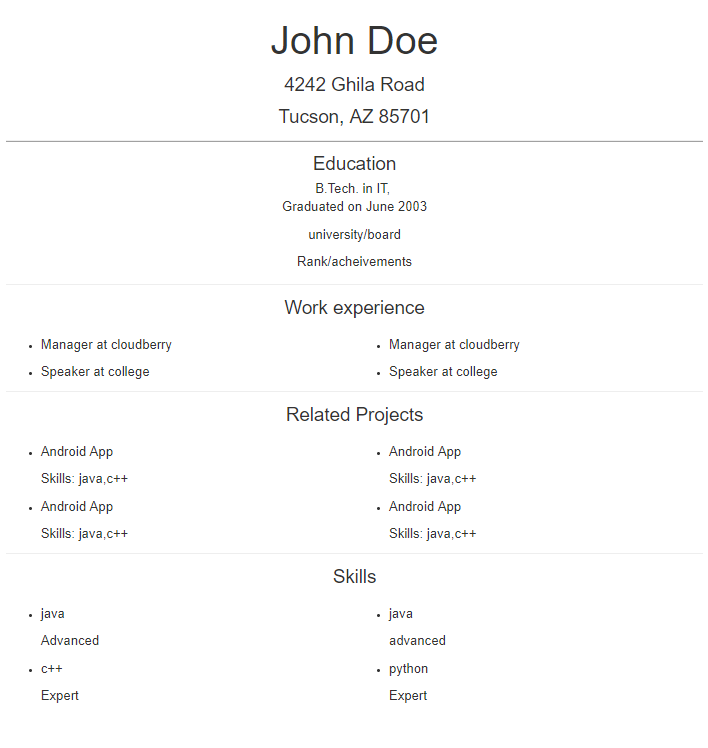 John Doe
4242 Ghila Road
Tucson, AZ 85701
Education
B.Tech. in IT,
Graduated on June 2003
university/board
Rank/acheivements
Work experience
Manager at cloudberry
Speaker at college
Manager at cloudberry
Speaker at college
Related Projects
Android App
Skills: java,c++
Android App
Skills: java,c++
Android App
Skills: java,c++
Android App
Skills: java,c++
Skills
java
Advanced
c++
Expert
java
advanced
python
Expert